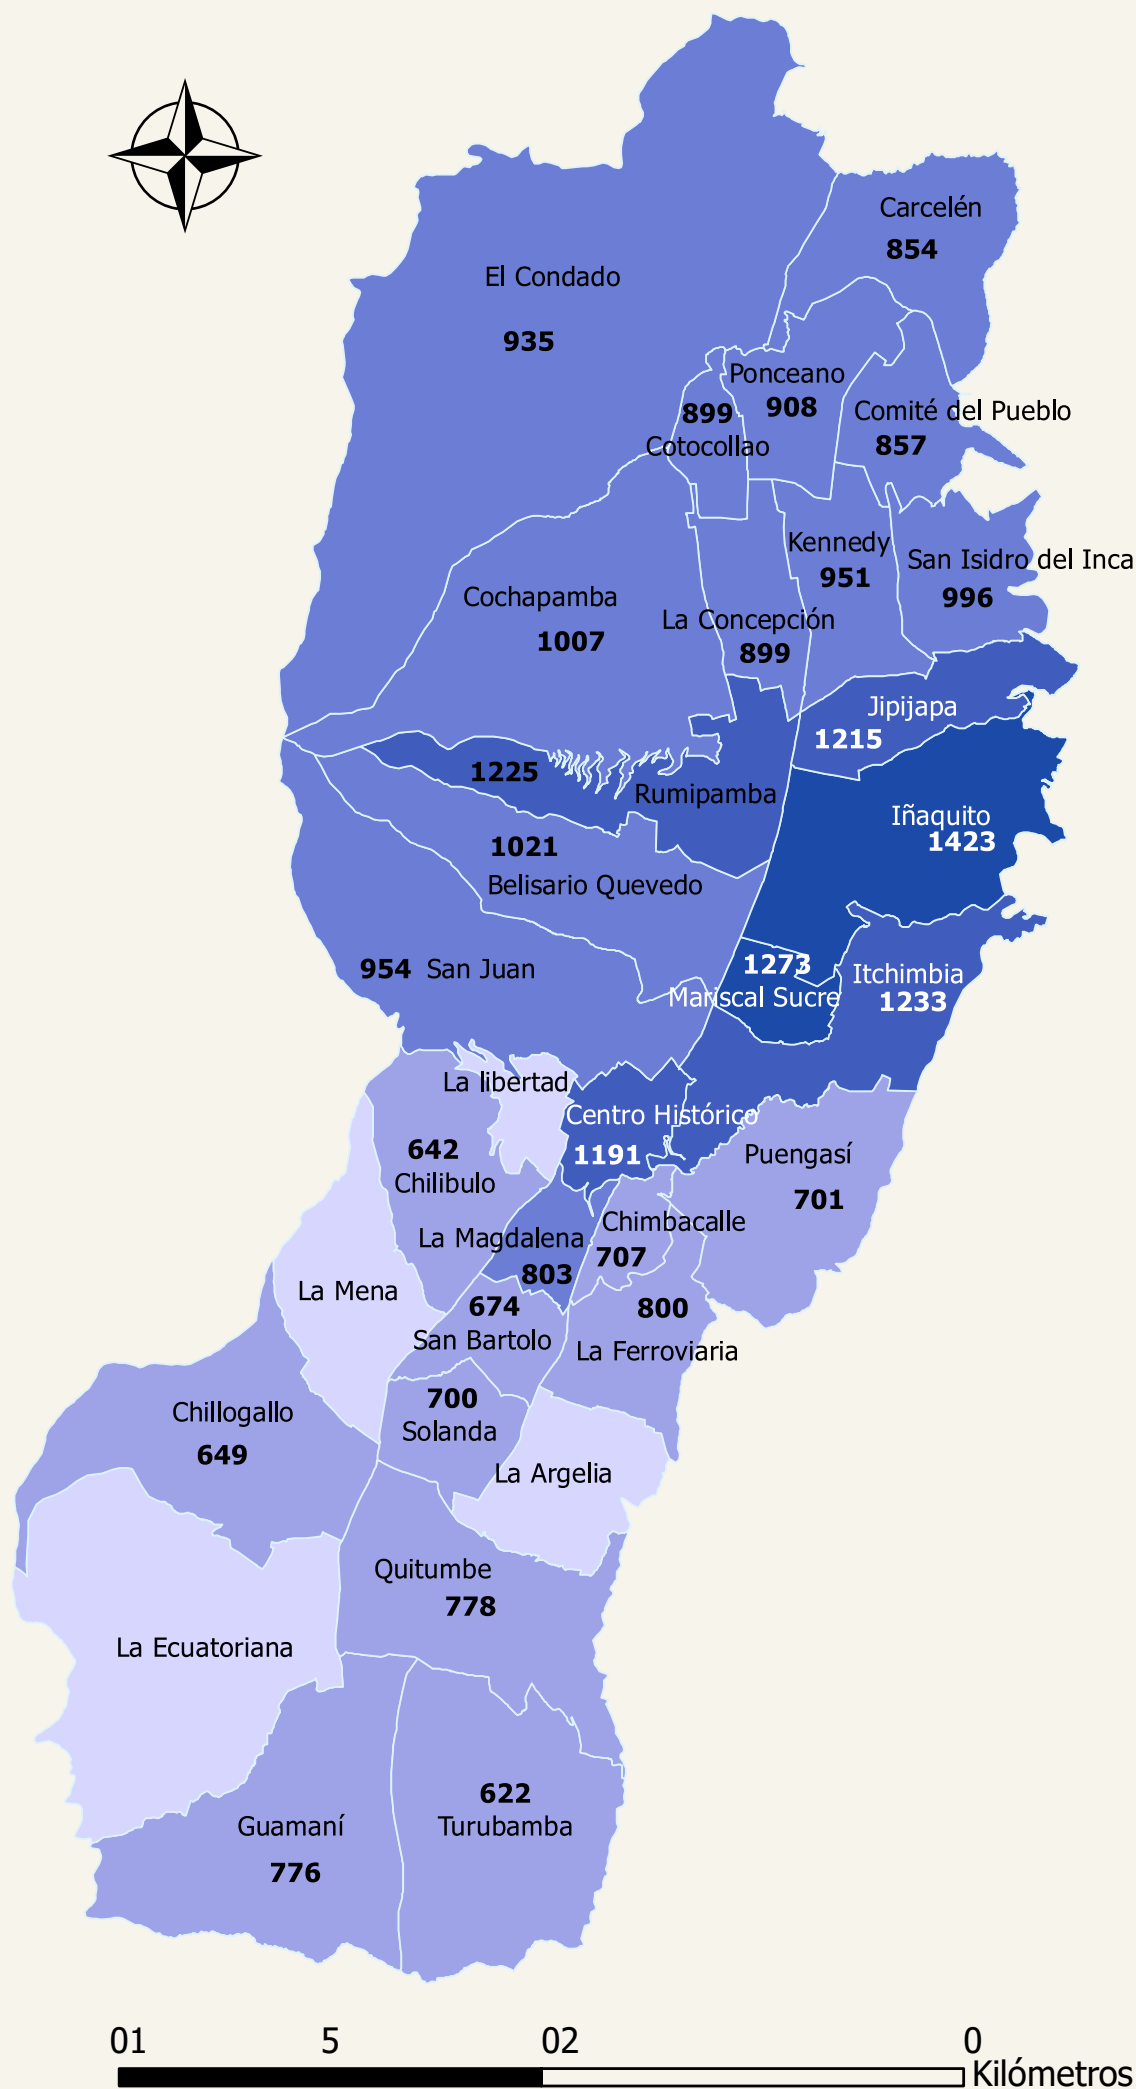 Carcelén
854
El Condado
935
Ponceano
908
899
Cotocollao
Comité del Pueblo
857
Kennedy
951
San Isidro del Inca
996
Cochapamba
1007
La Concepción
899
Jipijapa
1215
1225
Rumipamba
Iñaquito
1423
1021
Belisario Quevedo
954 San Juan
1273
Mariscal Sucre
Itchimbia
1233
La libertad
Centro Histórico
1191
642
Chilibulo
Puengasí
701
La Magdalena
803
Chimbacalle
707
La Mena
674
San Bartolo
800
La Ferroviaria
Chillogallo
649
700
Solanda
La Argelia
Quitumbe
778
La Ecuatoriana
622
Turubamba
Guamaní
776
01 5 02 0
Kilómetros